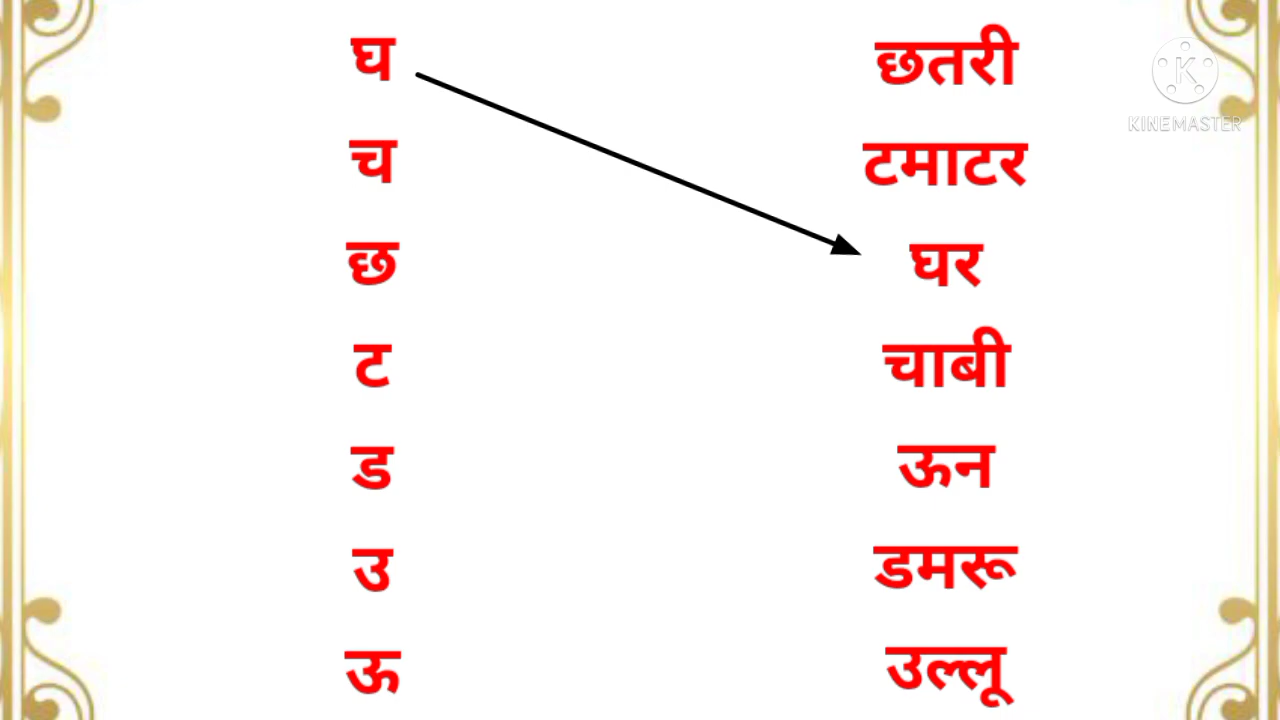 घ छतरी
KINEMASTER
च टमाटर
छ घर
ट चाबी
ड ऊन
उ डमरू
ऊ उल्लू